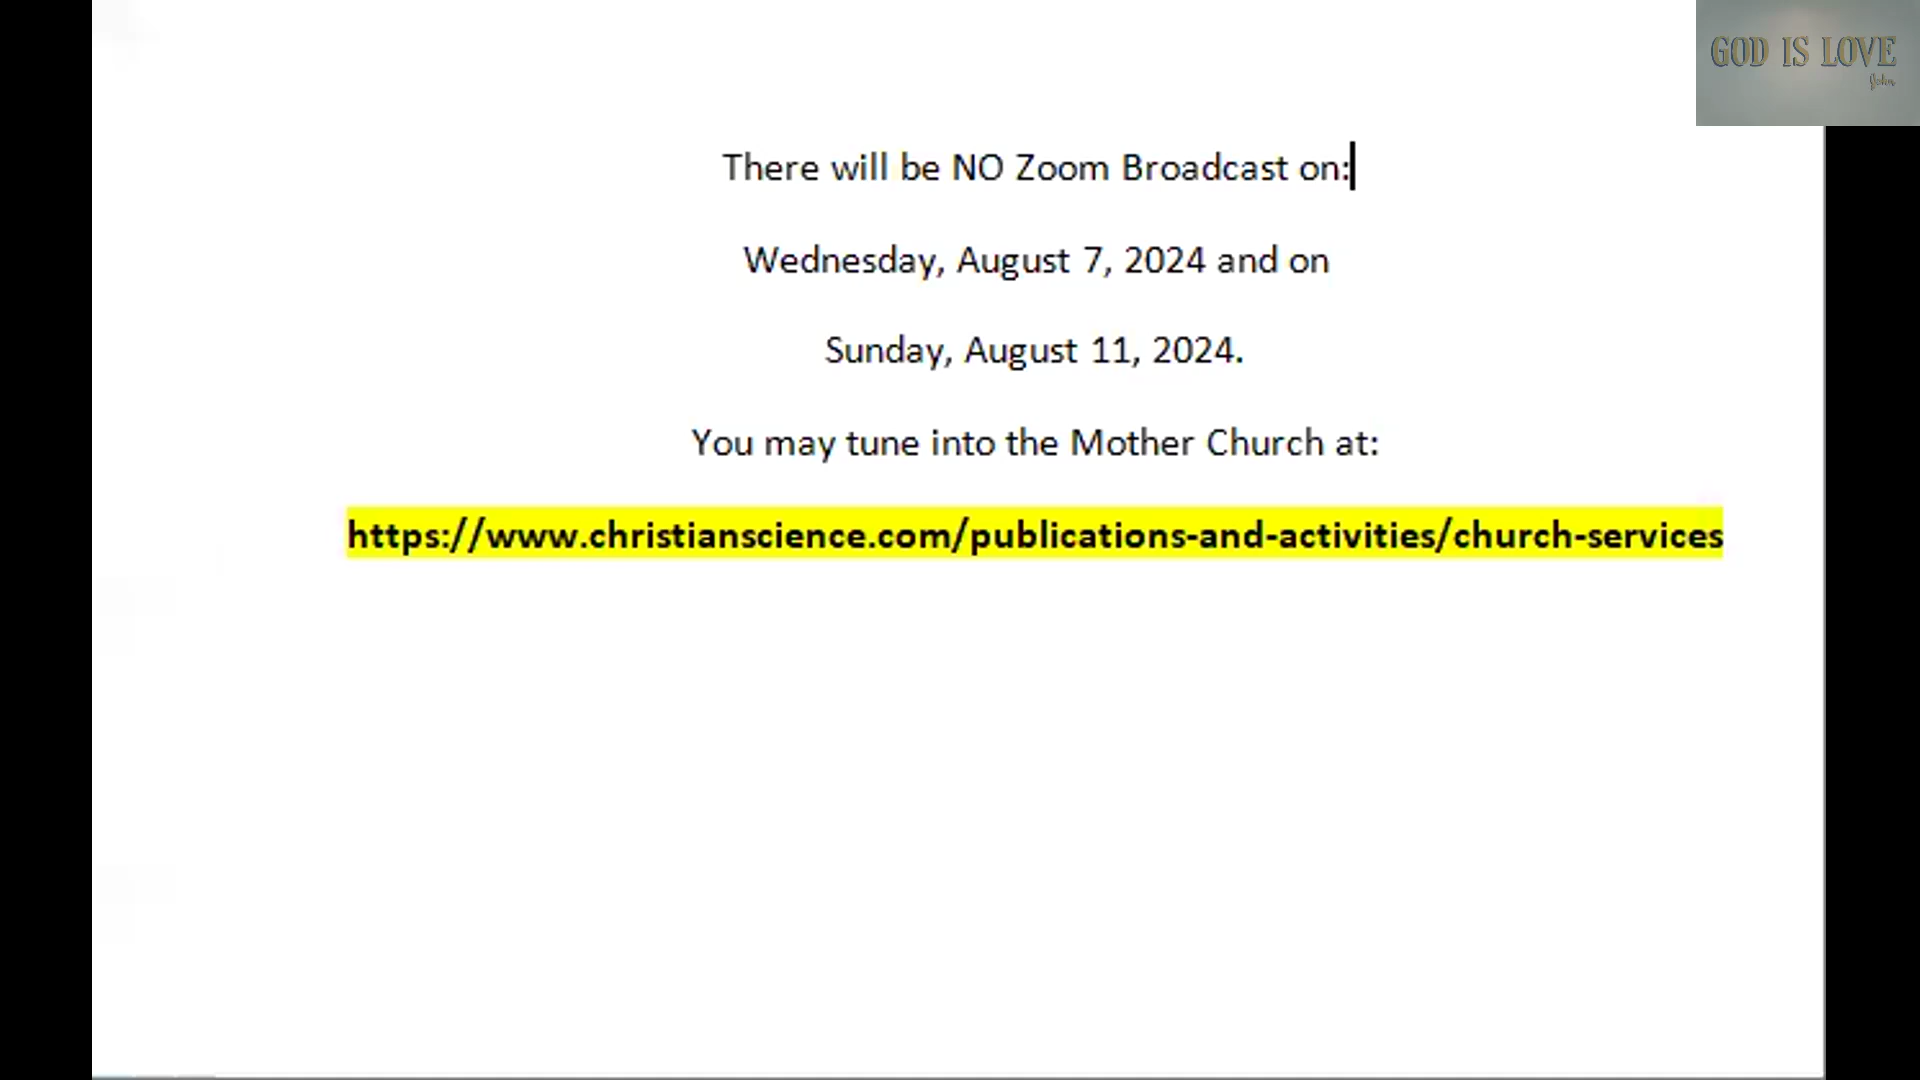 GOD IS LOVE
John
There will be NO Zoom Broadcast on:
Wednesday, August 7, 2024 and on
Sunday, August 11, 2024.
You may tune into the Mother Church at:
https://www.christianscience.com/publications-and-activities/church-services